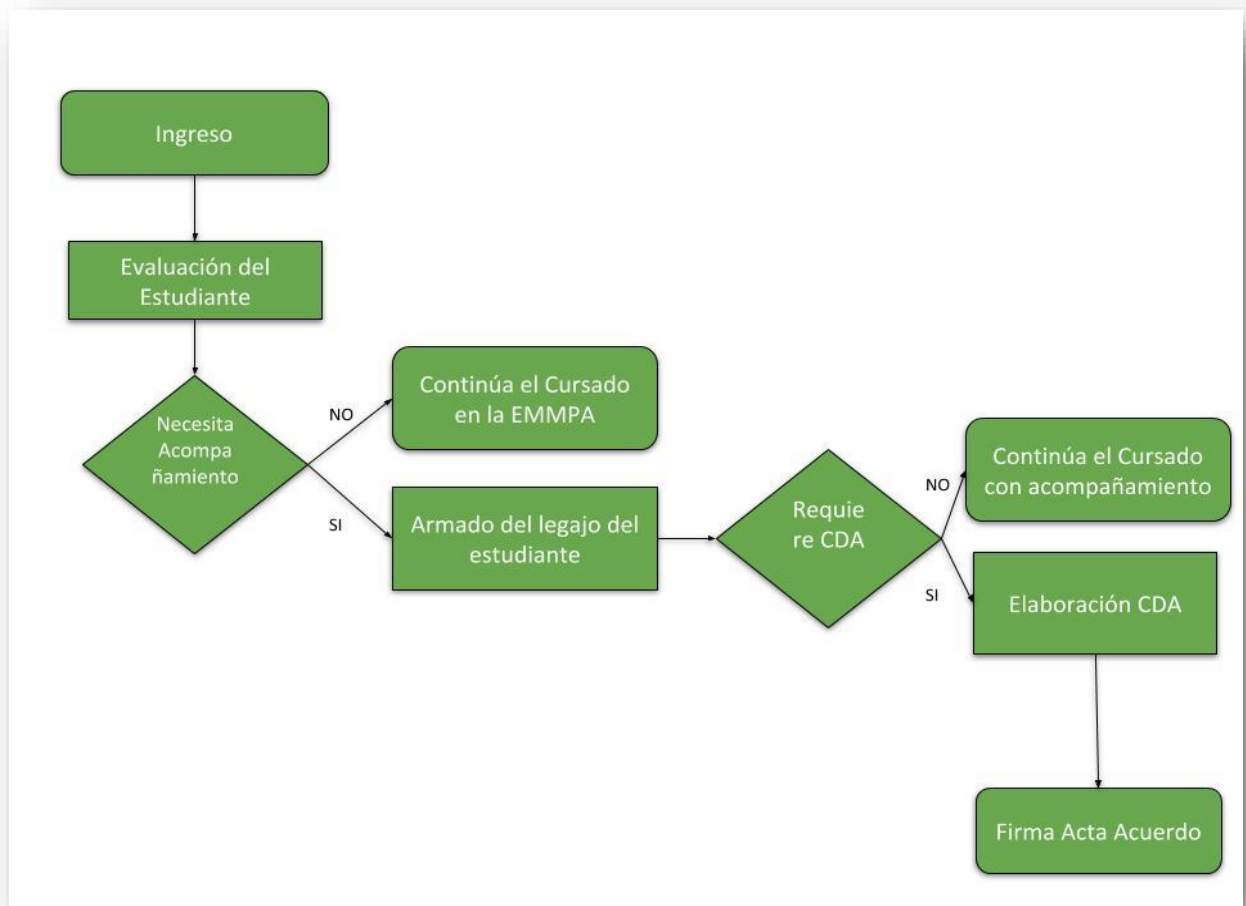 Ingreso
Evaluación del
Estudiante
Necesita
Acompa
ñamiento
NO
Continúa el Cursado
en la EMMPA
SI
Armado del legajo del
estudiante
Requie
re CDA
NO
Continúa el Cursado
con acompañamiento
SI
Elaboración CDA
Firma Acta Acuerdo